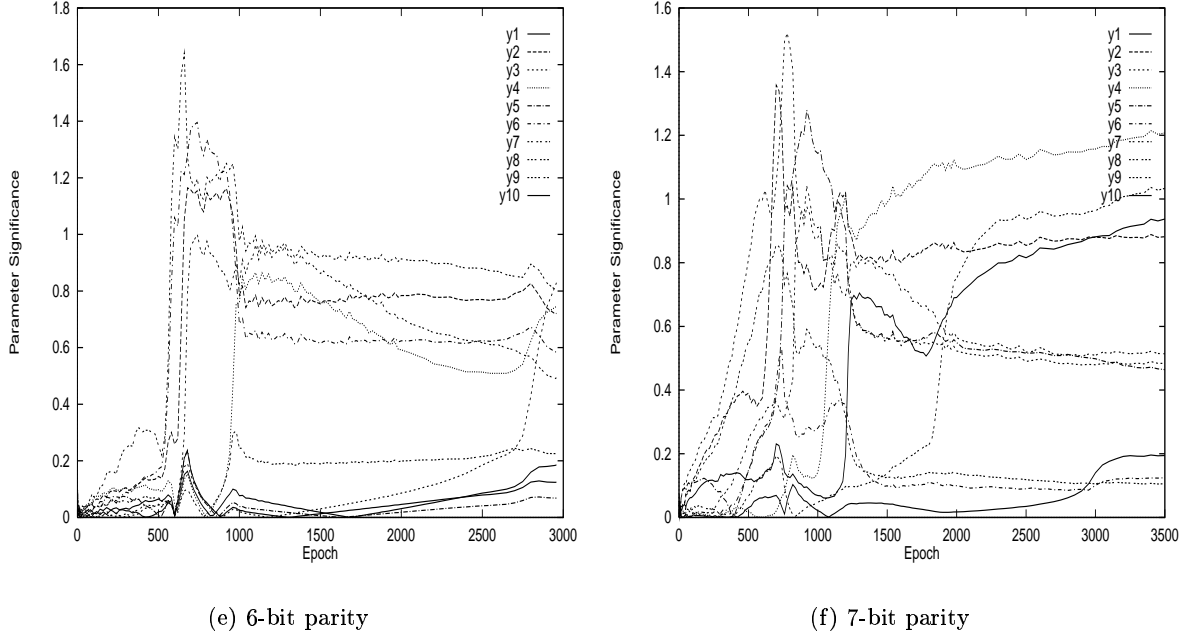 1.8
1.6
1.4
1.2
1
0.8
0.6
0.4
0.2
0
Parameter Significance
y1
y2
y3
y4
y5
y6
y7
y8
y9
y10
0 500 1000 1500 2000 2500 3000
Epoch
(e) 6-bit parity
1.6
1.4
1.2
1
0.8
0.6
0.4
0.2
0
Parameter Significance
y1
y2
y3
y4
y5
y6
y7
y8
y9
y10
0 500 1000 1500 2000 2500 3000 3500
Epoch
(f) 7-bit parity